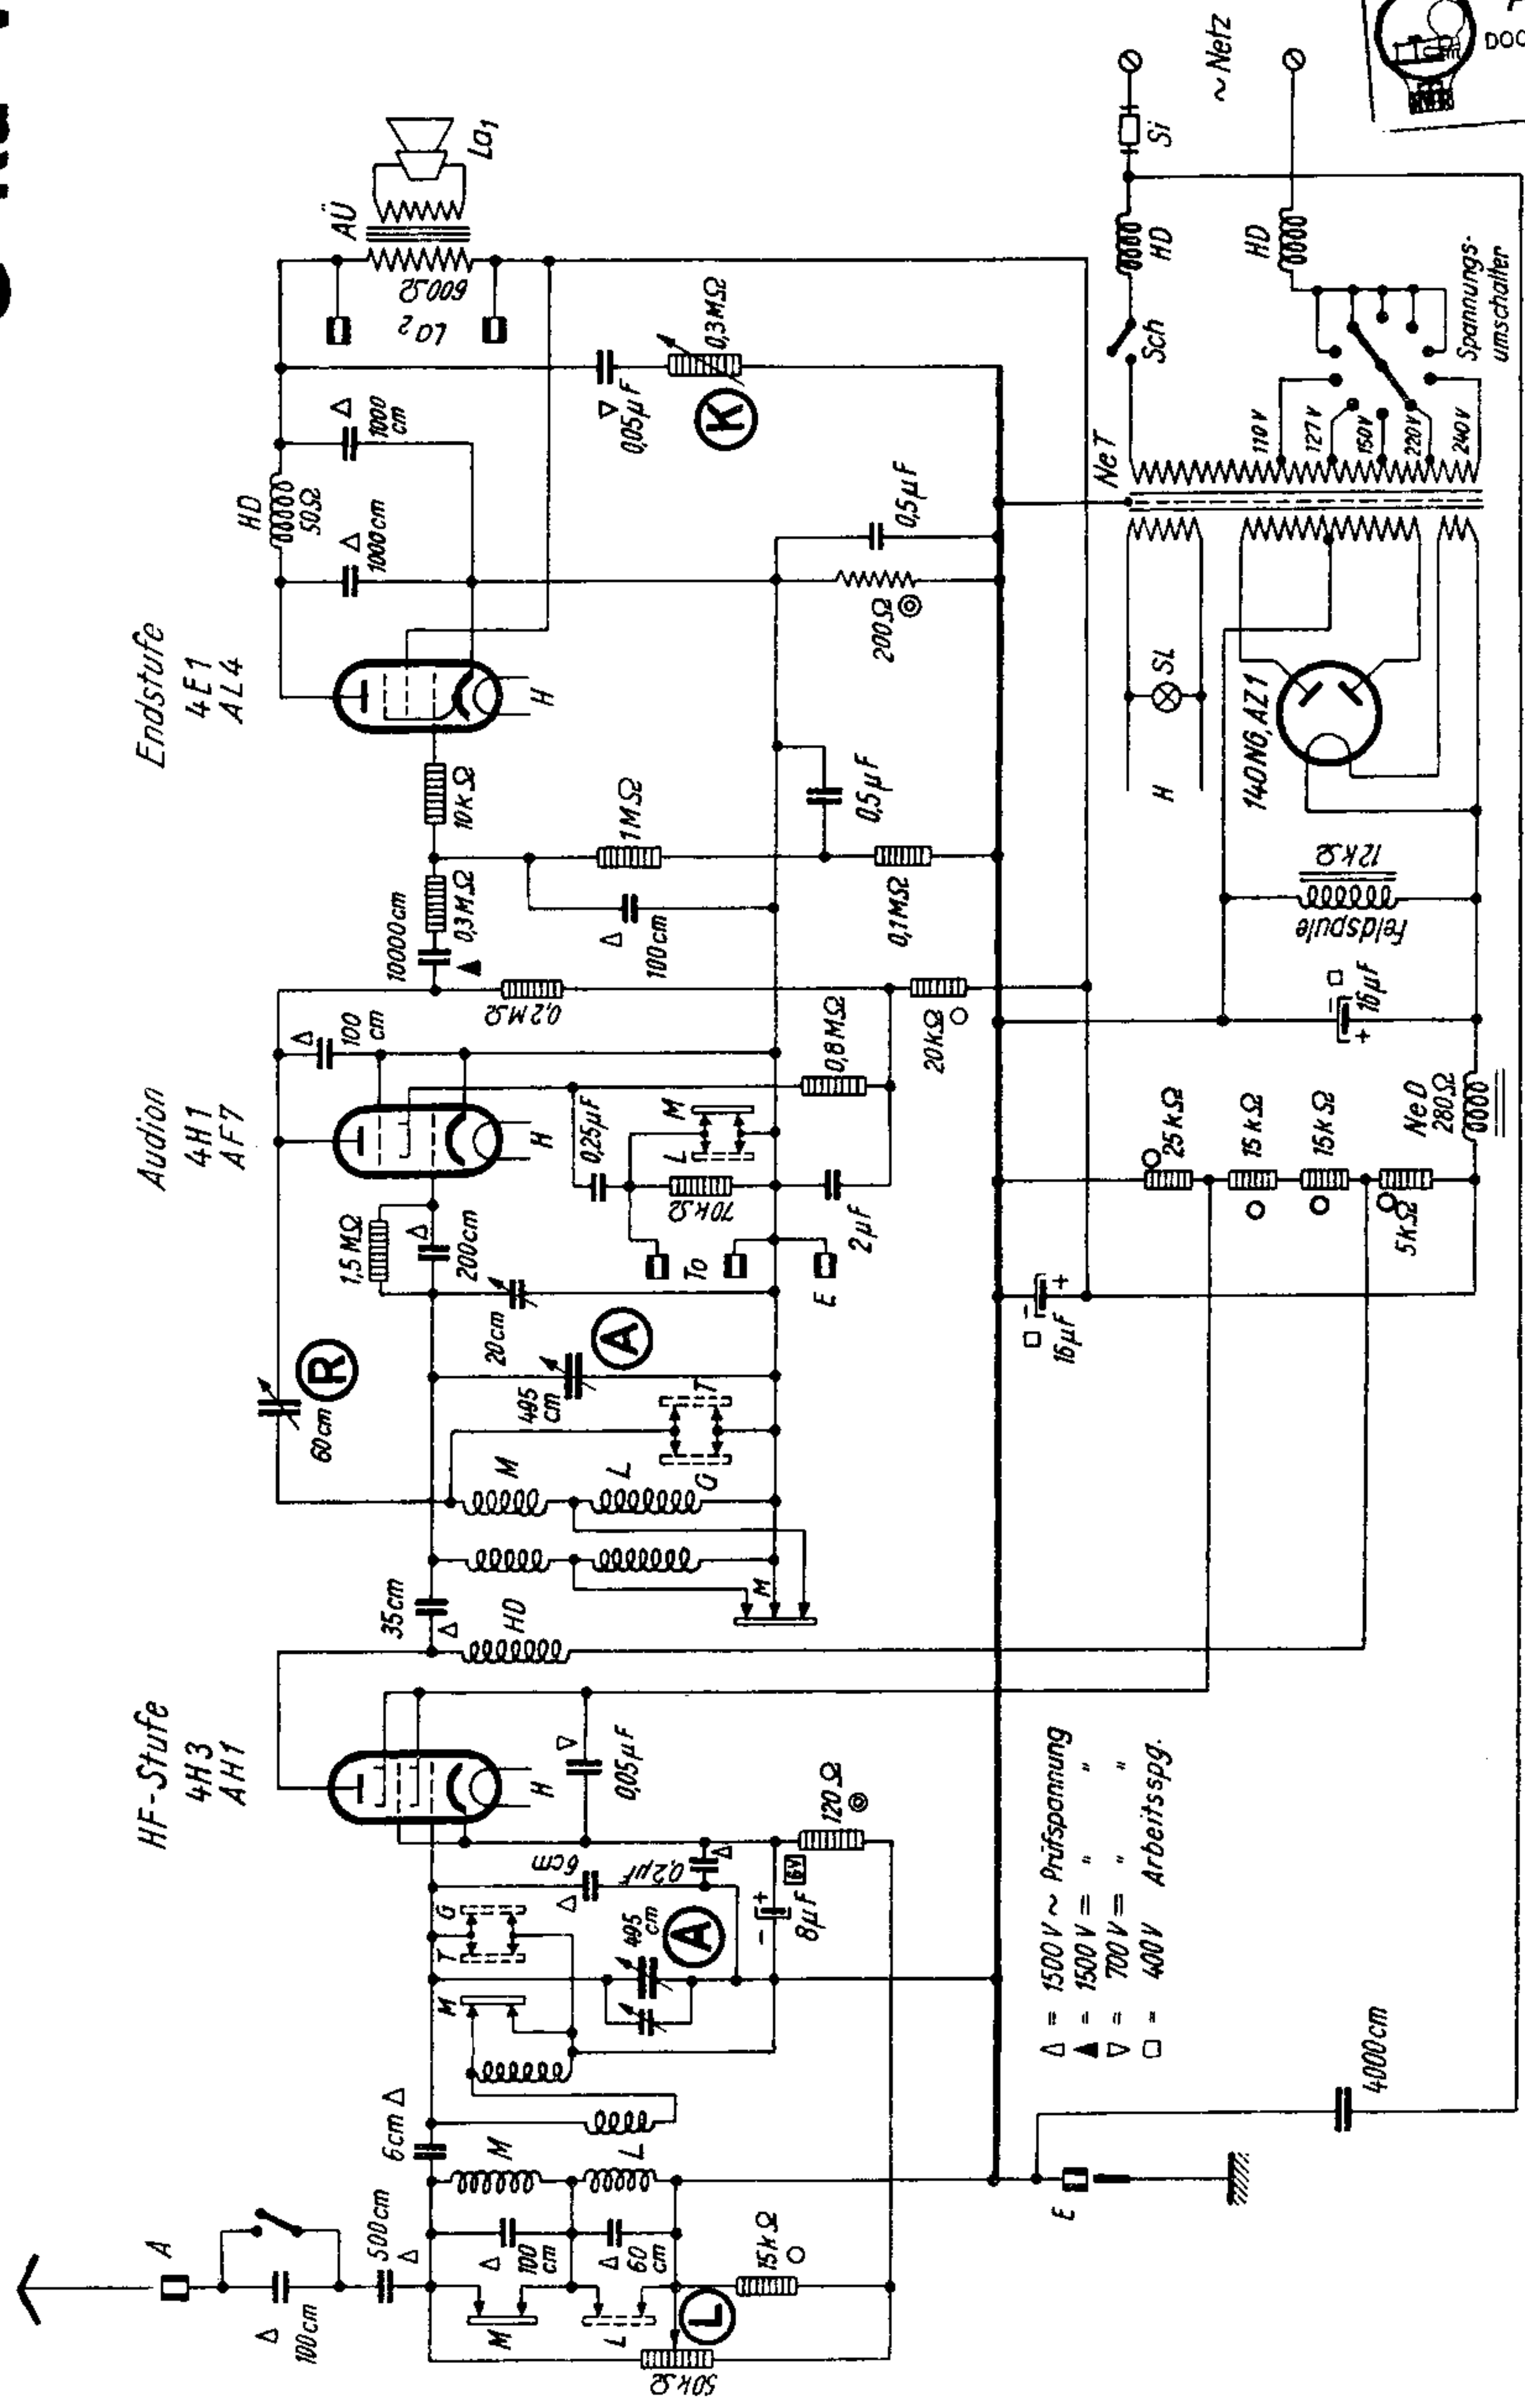 HF-Stufe
4H3
AH1
Audion
4H1
AF7
Endstufe
4E1
AL4
A
100cm
500cm
6cm
M
L
100
cm
60
cm
M
L
L
50kΩ
15kΩ
M
T
G
6cm
0,2µF
495
cm
A
8µF
6V
120Ω
0,05µF
H
35cm
HD
60cm
R
M
L
M
G
T
495
cm
A
20cm
1,5MΩ
200cm
To
E
0,25µF
70kΩ
L
M
2µF
H
100
cm
0,8MΩ
0,2MΩ
20kΩ
10000cm
0,3MΩ
10kΩ
100cm
1MΩ
0,1MΩ
0,5µF
H
HD
50Ω
1000cm
1000
cm
200Ω
0,5µF
0,05µF
0,3MΩ
K
La2
600Ω
AÜ
La1
E
4000cm
= 1500V ~ Prüfspannung
= 1500V = " "
= 700V = " "
= 400V Arbeitsspg.
16µF
25kΩ
15kΩ
15kΩ
5kΩ
NeD
280Ω
16µF
Feldspule
12kΩ
140NG, AZ1
H
SL
NeT
110V
127V
150V
220V
240V
Spannungs-
umschalter
Sch
HD
HD
Si
~ Netz